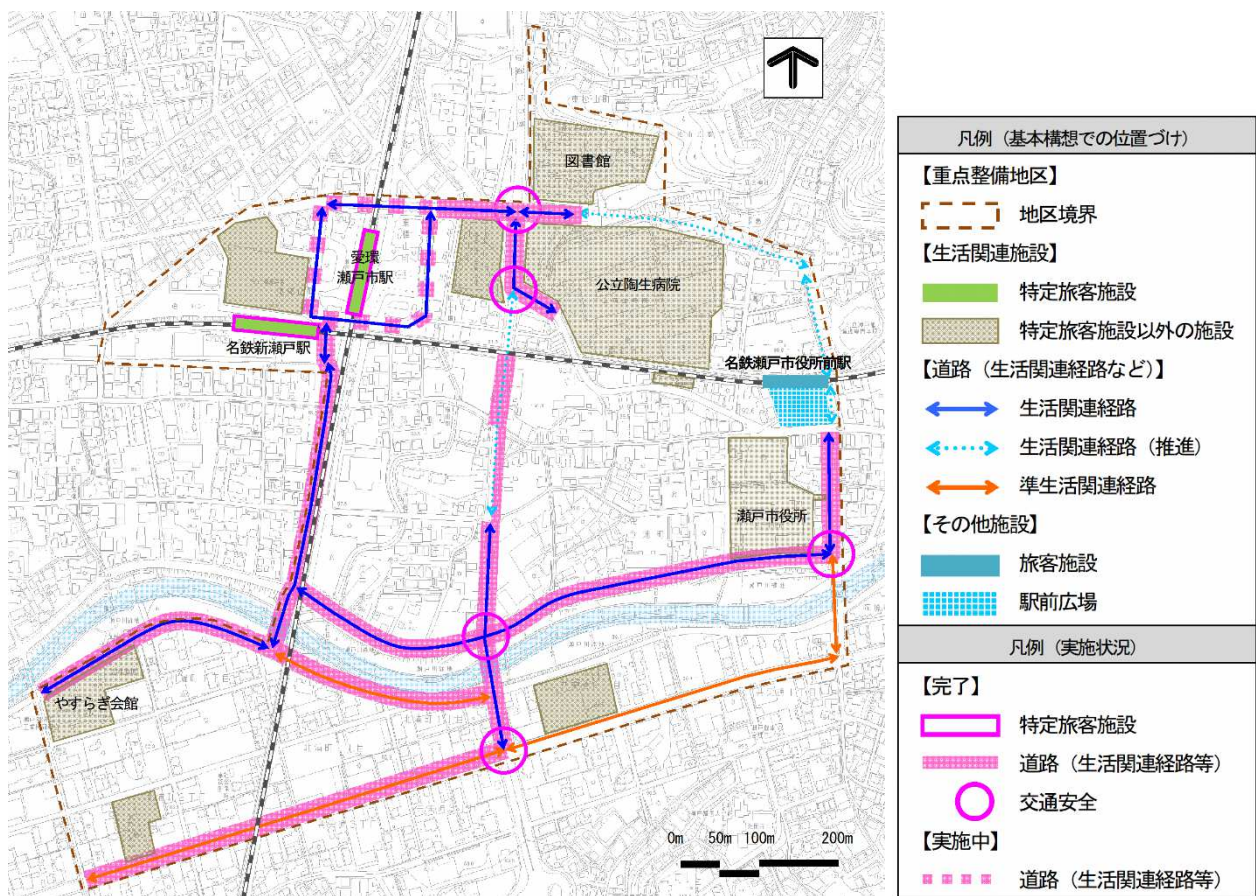 図書館
愛環
瀬戸市駅
公立陶生病院
名鉄新瀬戸駅
名鉄瀬戸市役所前駅
瀬戸市役所
やすらぎ会館
0m 50m 100m 200m
凡例（基本構想での位置づけ）
【重点整備地区】
地区境界
【生活関連施設】
特定旅客施設
特定旅客施設以外の施設
【道路（生活関連経路など）】
生活関連経路
生活関連経路（推進）
準生活関連経路
【その他施設】
旅客施設
駅前広場
凡例（実施状況）
【完了】
特定旅客施設
道路（生活関連経路等）
交通安全
【実施中】
道路（生活関連経路等）